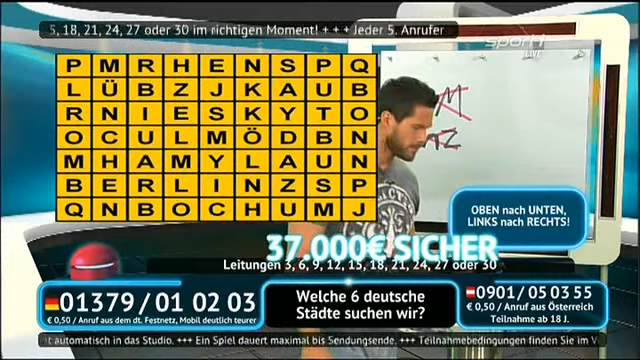 5, 18, 21, 24, 27 oder 30 im richtigen Moment! +++ Jeder 5. Anrufer
sport1
LIVE
P M R H E N S P Q
L Ü B Z J K A U B
R N I E S K Y T O
O C U L M Ö D B N
M H A M Y L A U N
B E R L I N Z S P
Q N B O C H U M J
M
OBEN nach UNTEN,
LINKS nach RECHTS!
37.000€ SICHER
Leitungen 3, 6, 9, 12, 15, 18, 21, 24, 27 oder 30
01379/01 02 03
€ 0,50 / Anruf aus dem dt. Festnetz, Mobil deutlich teurer
Welche 6 deutsche
Städte suchen wir?
0901/05 03 55
€ 0,50 / Anruf aus Österreich
Teilnahme ab 18 J.
t automatisch in das Studio. +++ Ein Spiel dauert maximal bis Sendungsende. +++ Teilnahmebedingungen finden Sie im V